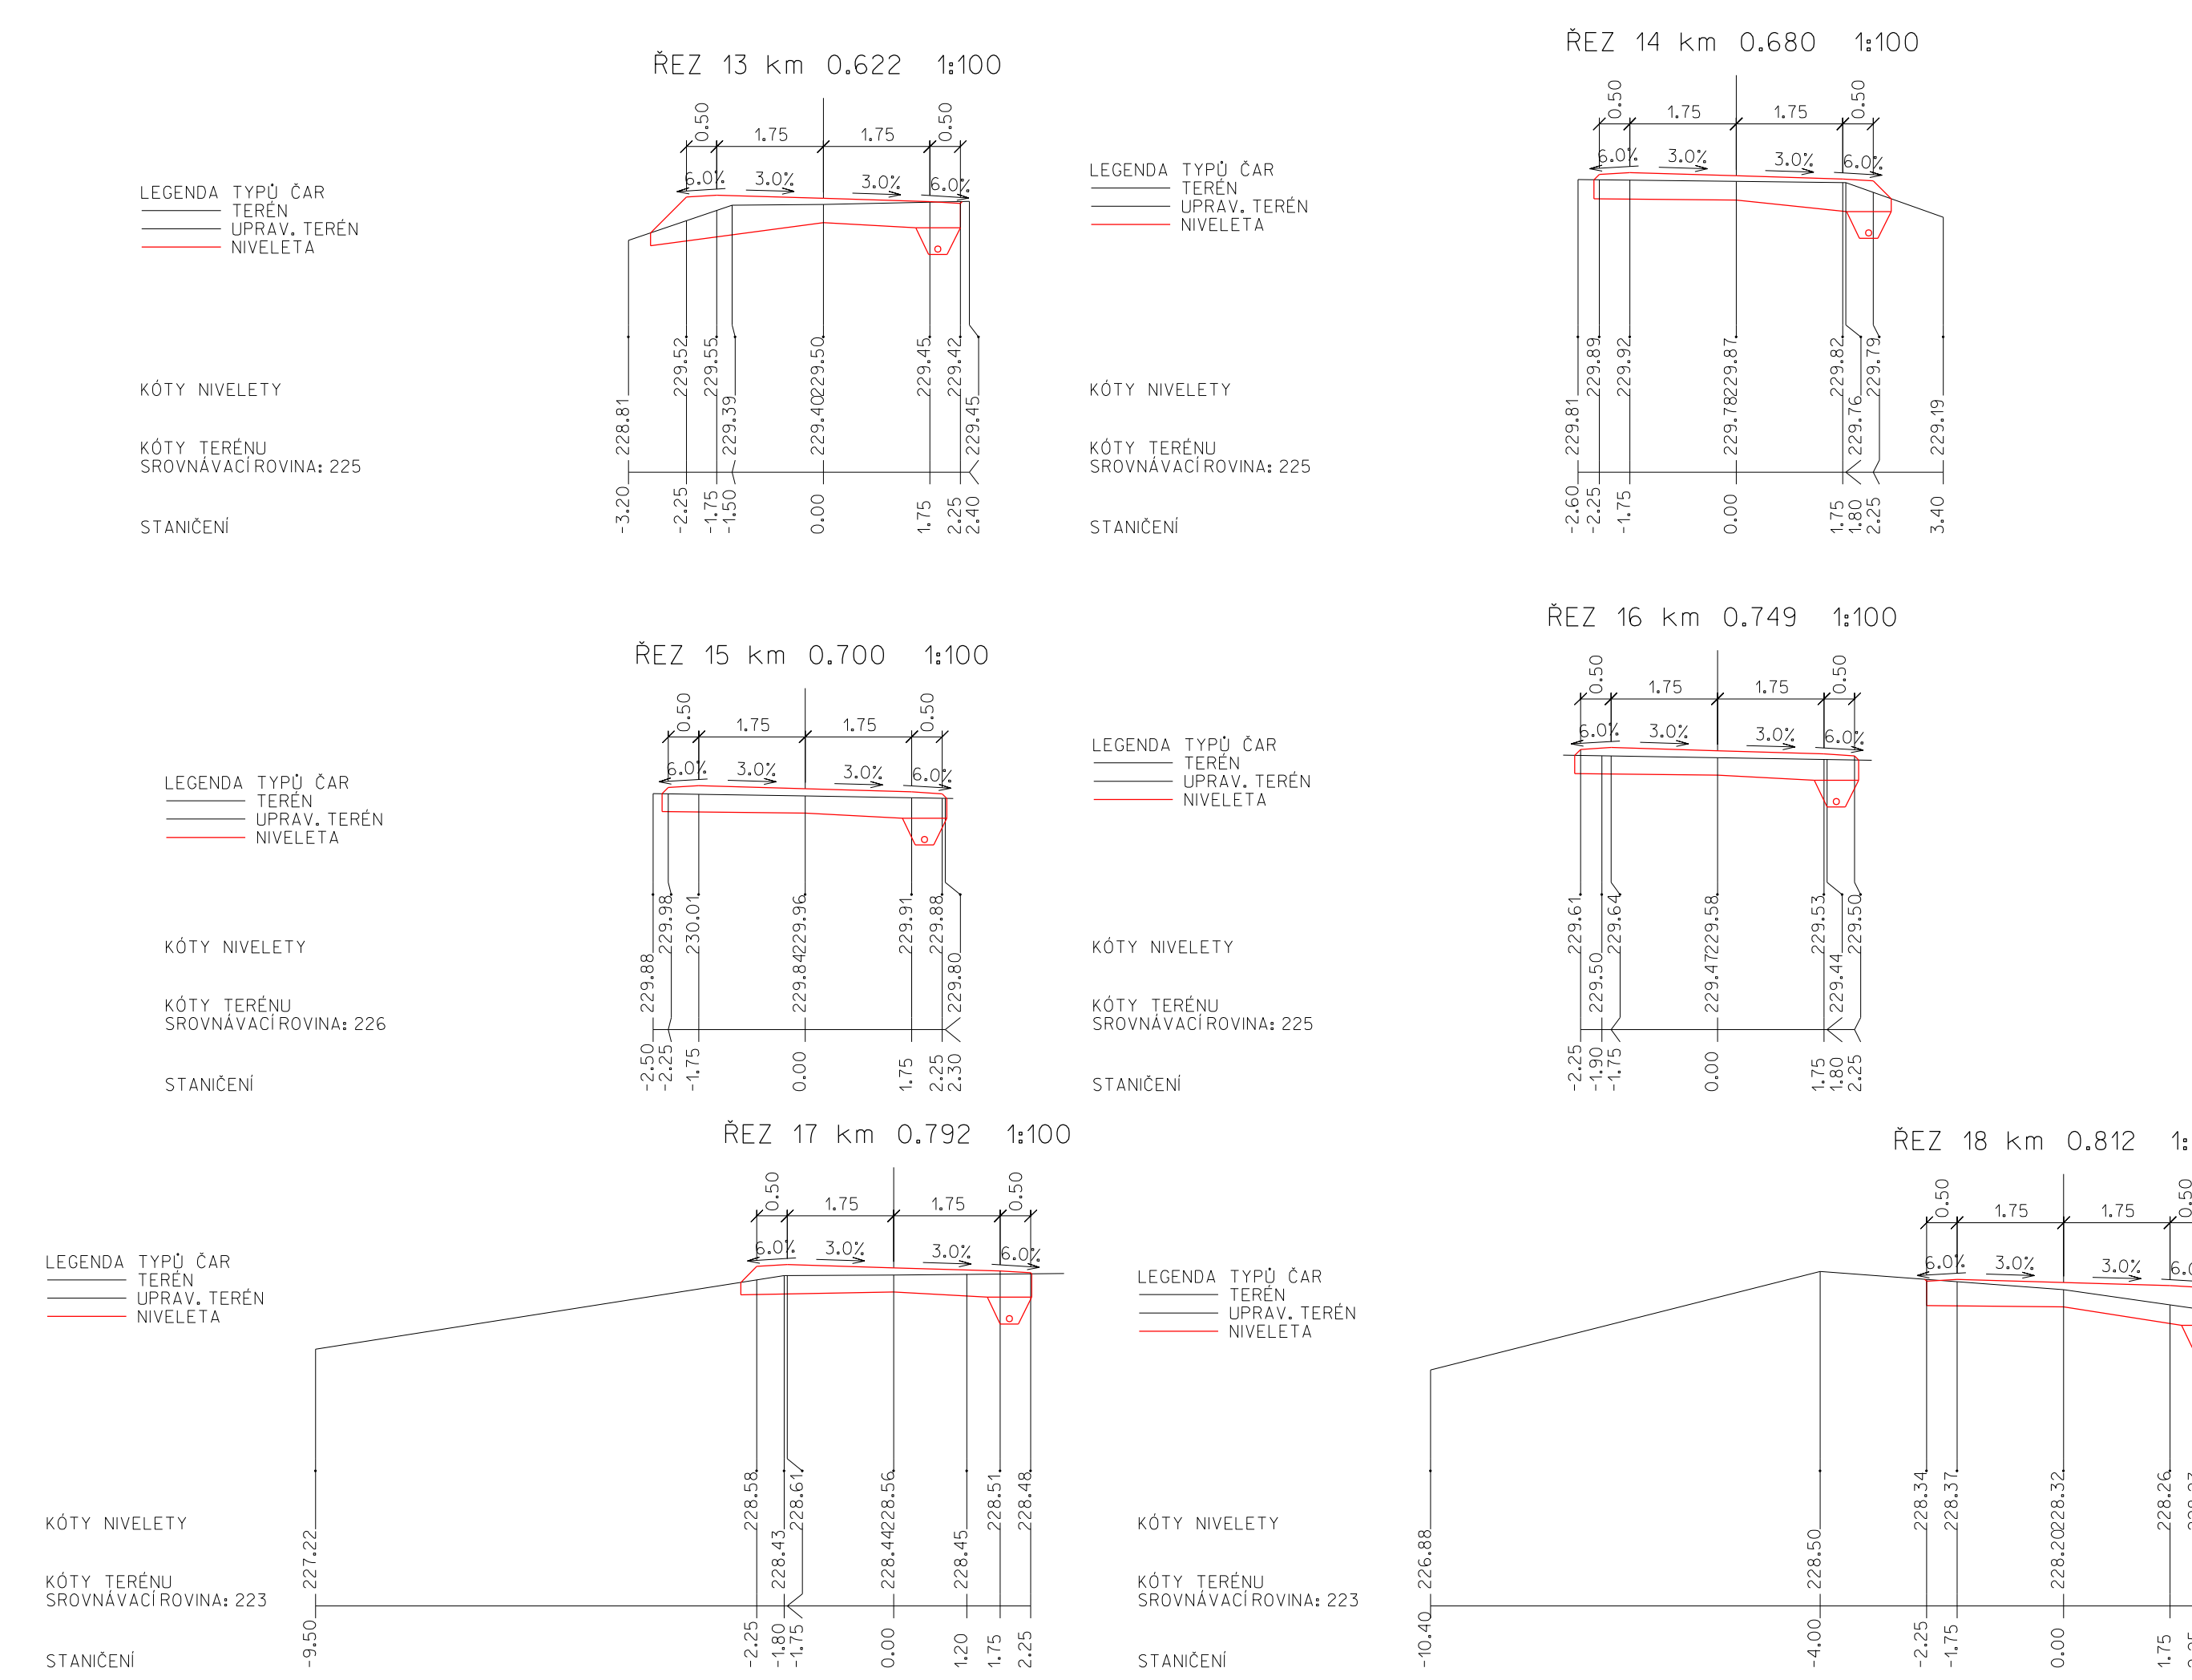 ŘEZ 13 km 0.622 1:100
0.50 1.75 1.75 0.50
6.0% 3.0% 3.0% 6.0%
LEGENDA TYPŮ ČAR
TERÉN
UPRAV. TERÉN
NIVELETA
KÓTY NIVELETY
229.52 229.55 229.50 229.45 229.42
KÓTY TERÉNU
228.81 229.39 229.40 229.45
SROVNÁVACÍ ROVINA: 225
STANIČENÍ
-3.20 -2.25 -1.75 -1.50 0.00 1.75 2.25 2.40
ŘEZ 14 km 0.680 1:100
0.50 1.75 1.75 0.50
6.0% 3.0% 3.0% 6.0%
LEGENDA TYPŮ ČAR
TERÉN
UPRAV. TERÉN
NIVELETA
KÓTY NIVELETY
229.89 229.92 229.87 229.82 229.79
KÓTY TERÉNU
229.81 229.78 229.76 229.19
SROVNÁVACÍ ROVINA: 225
STANIČENÍ
-2.60 -2.25 -1.75 0.00 1.75 1.80 2.25 3.40
ŘEZ 15 km 0.700 1:100
0.50 1.75 1.75 0.50
6.0% 3.0% 3.0% 6.0%
LEGENDA TYPŮ ČAR
TERÉN
UPRAV. TERÉN
NIVELETA
KÓTY NIVELETY
229.98 230.01 229.96 229.91 229.88
KÓTY TERÉNU
229.88 229.84 229.80
SROVNÁVACÍ ROVINA: 226
STANIČENÍ
-2.50 -2.25 -1.75 0.00 1.75 2.25 2.30
ŘEZ 16 km 0.749 1:100
0.50 1.75 1.75 0.50
6.0% 3.0% 3.0% 6.0%
LEGENDA TYPŮ ČAR
TERÉN
UPRAV. TERÉN
NIVELETA
KÓTY NIVELETY
229.61 229.64 229.58 229.53 229.50
KÓTY TERÉNU
229.50 229.47 229.44
SROVNÁVACÍ ROVINA: 225
STANIČENÍ
-2.25 -1.90 -1.75 0.00 1.75 1.80 2.25
ŘEZ 17 km 0.792 1:100
0.50 1.75 1.75 0.50
6.0% 3.0% 3.0% 6.0%
LEGENDA TYPŮ ČAR
TERÉN
UPRAV. TERÉN
NIVELETA
KÓTY NIVELETY
228.58 228.61 228.56 228.51 228.48
KÓTY TERÉNU
227.22 228.43 228.44 228.45
SROVNÁVACÍ ROVINA: 223
STANIČENÍ
-9.50 -2.25 -1.80 -1.75 0.00 1.20 1.75 2.25
ŘEZ 18 km 0.812 1:
0.50 1.75 1.75 0.50
6.0% 3.0% 3.0%
LEGENDA TYPŮ ČAR
TERÉN
UPRAV. TERÉN
NIVELETA
KÓTY NIVELETY
228.34 228.37 228.32 228.26
KÓTY TERÉNU
226.88 228.50 228.20
SROVNÁVACÍ ROVINA: 223
STANIČENÍ
-10.40 -4.00 -2.25 -1.75 0.00 1.75